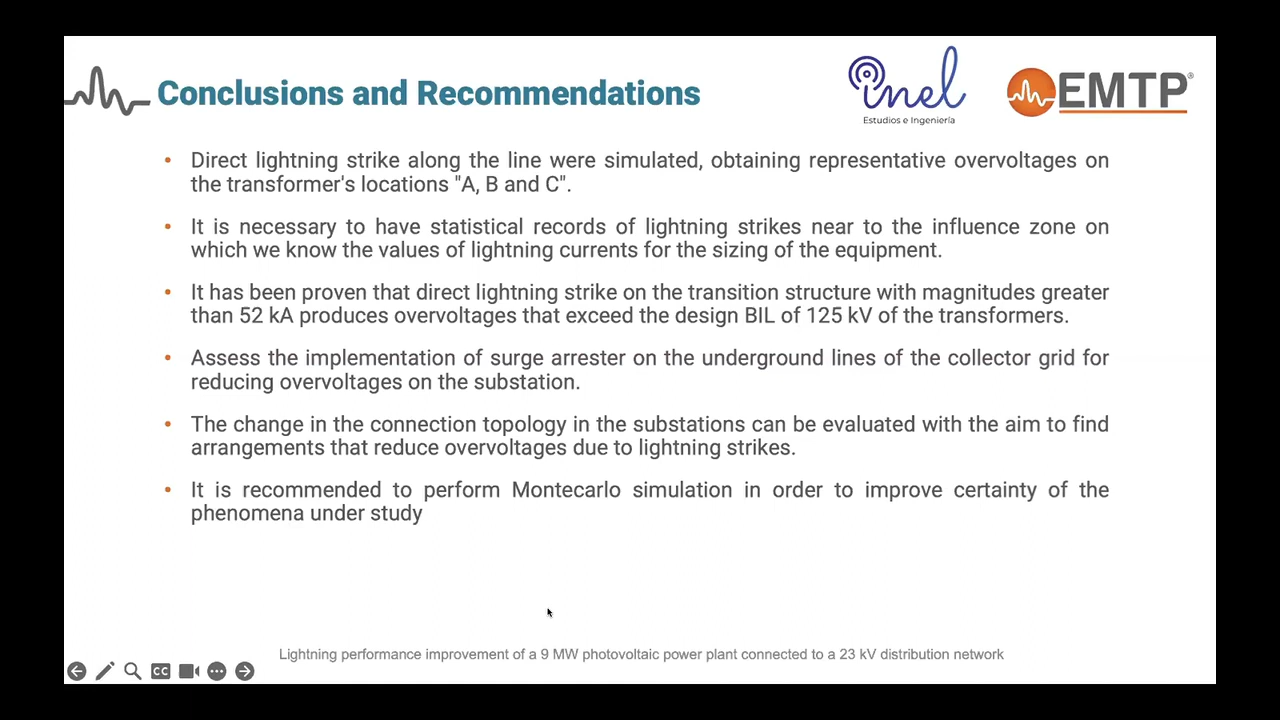 Conclusions and Recommendations
inel
Estudios e Ingeniería
EMTP®
• Direct lightning strike along the line were simulated, obtaining representative overvoltages on
the transformer's locations "A, B and C".
• It is necessary to have statistical records of lightning strikes near to the influence zone on
which we know the values of lightning currents for the sizing of the equipment.
• It has been proven that direct lightning strike on the transition structure with magnitudes greater
than 52 kA produces overvoltages that exceed the design BIL of 125 kV of the transformers.
• Assess the implementation of surge arrester on the underground lines of the collector grid for
reducing overvoltages on the substation.
• The change in the connection topology in the substations can be evaluated with the aim to find
arrangements that reduce overvoltages due to lightning strikes.
• It is recommended to perform Montecarlo simulation in order to improve certainty of the
phenomena under study
Lightning performance improvement of a 9 MW photovoltaic power plant connected to a 23 kV distribution network
CC